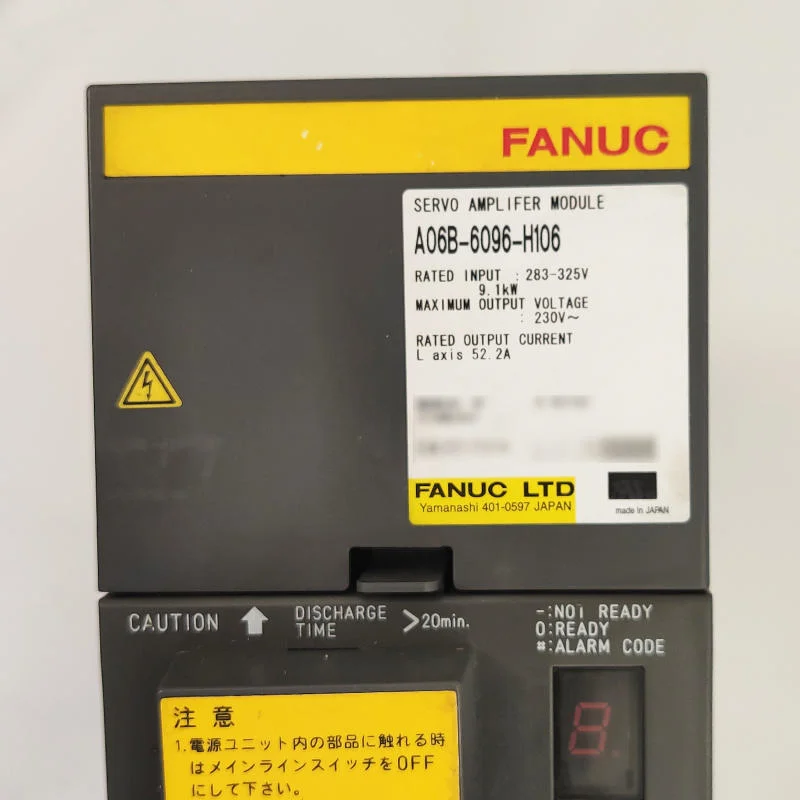 FANUC
SERVO AMPLIFER MODULE
A06B-6096-H106
RATED INPUT : 283-325V
9.1kW
MAXIMUM OUTPUT VOLTAGE
: 230V～
RATED OUTPUT CURRENT
L axis 52.2A
FANUC LTD
Yamanashi 401-0597 JAPAN
made in JAPAN
CAUTION
DISCHARGE
TIME
>20min.
-:NOT READY
0:READY
#:ALARM CODE
8.
注 意
1.電源ユニット内の部品に触れる時
はメインラインスイッチをOFF
にして下さい。